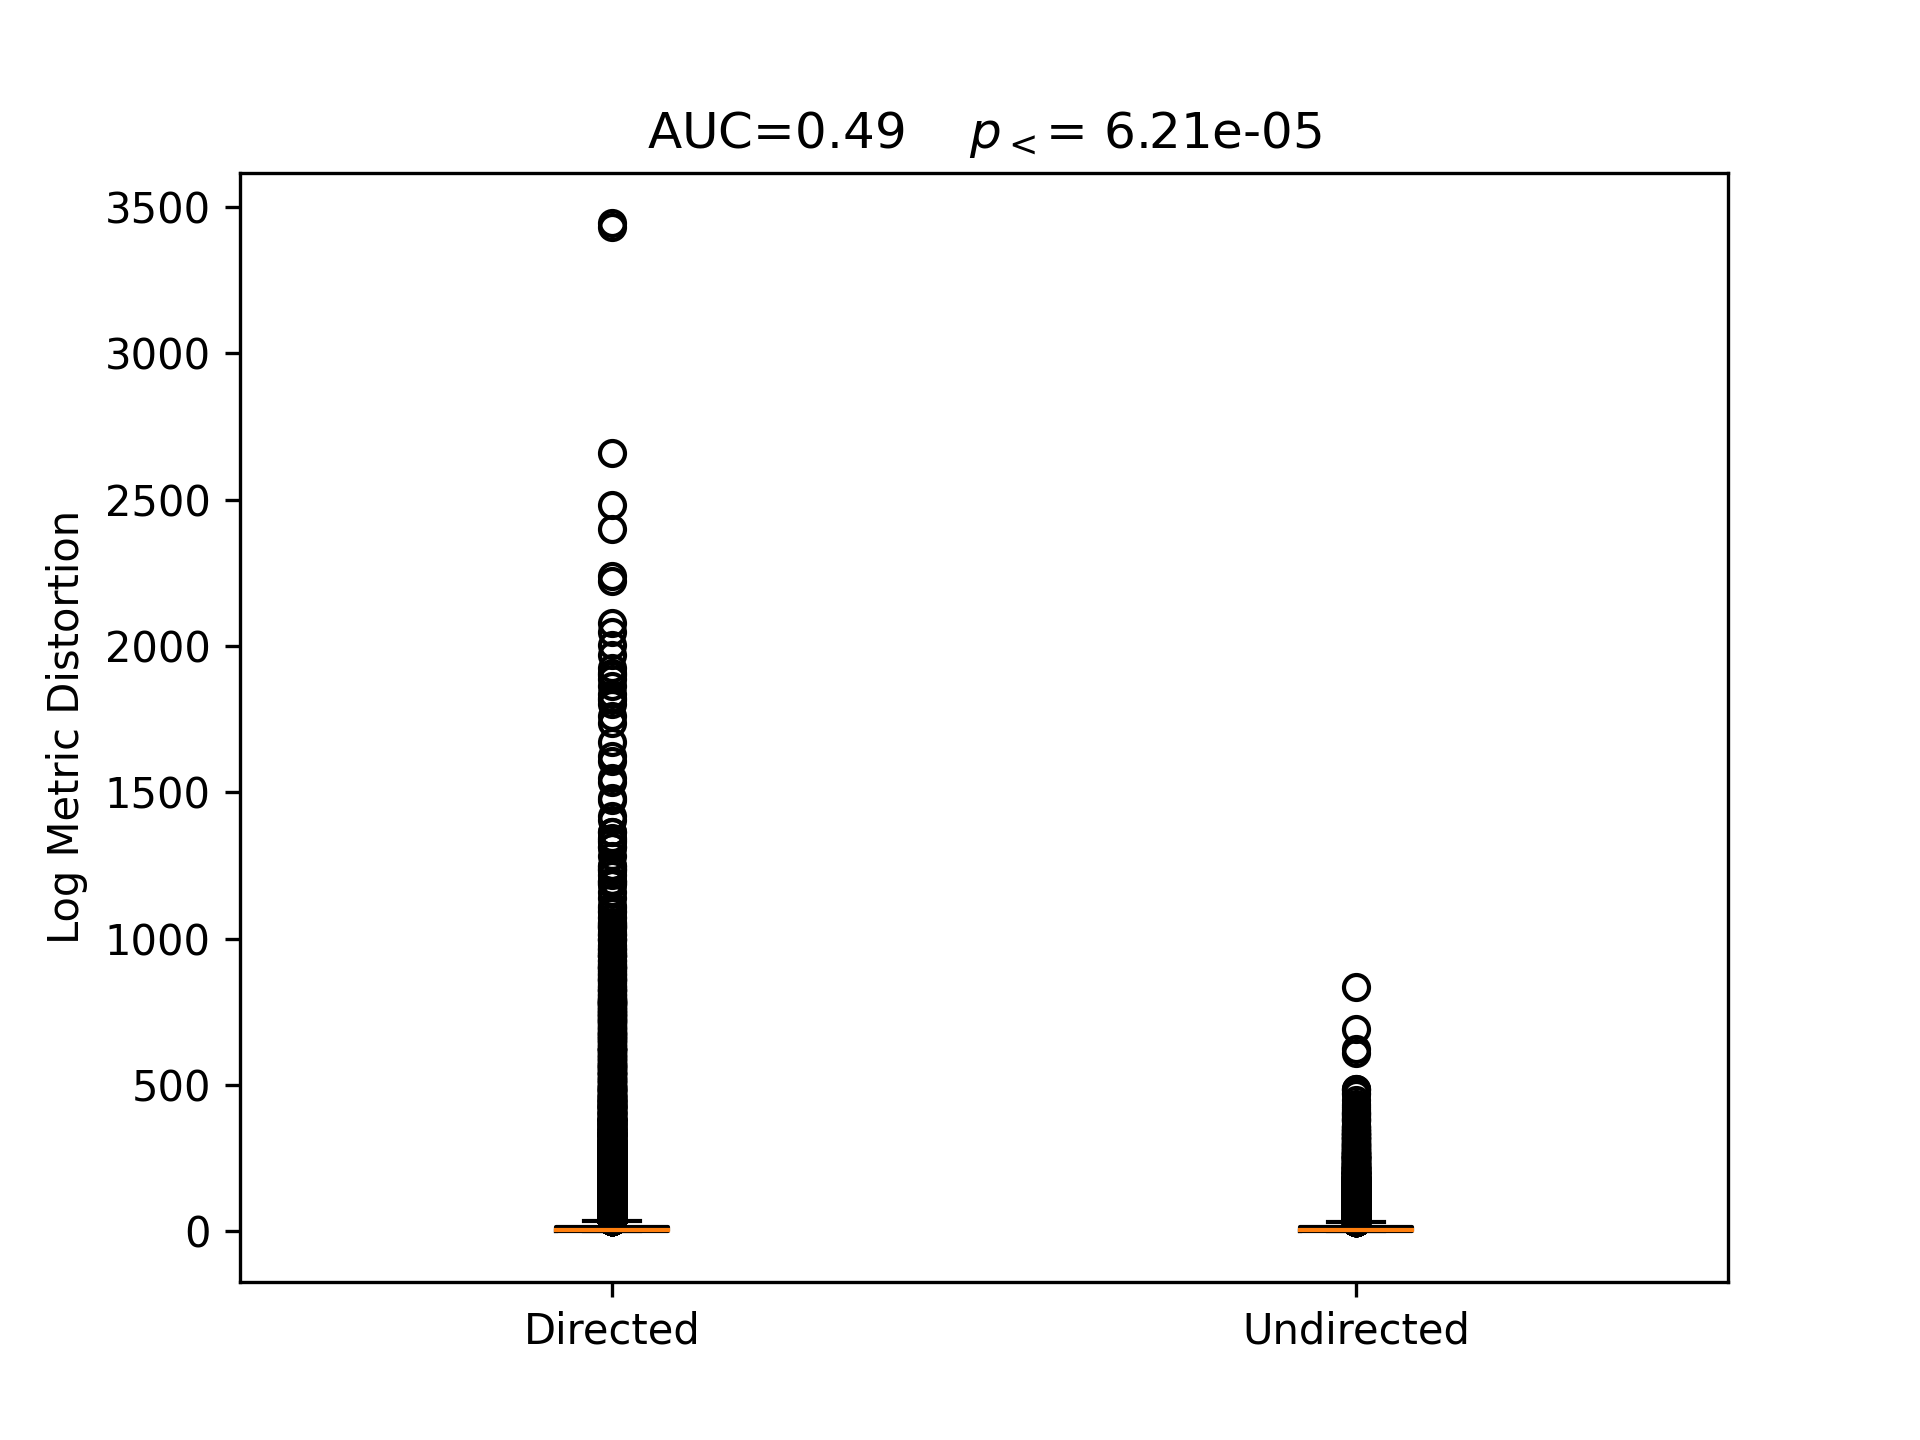 AUC=0.49 p< = 6.21e-05
3500
3000
2500
2000
1500
1000
500
0
Log Metric Distortion
Directed
Undirected